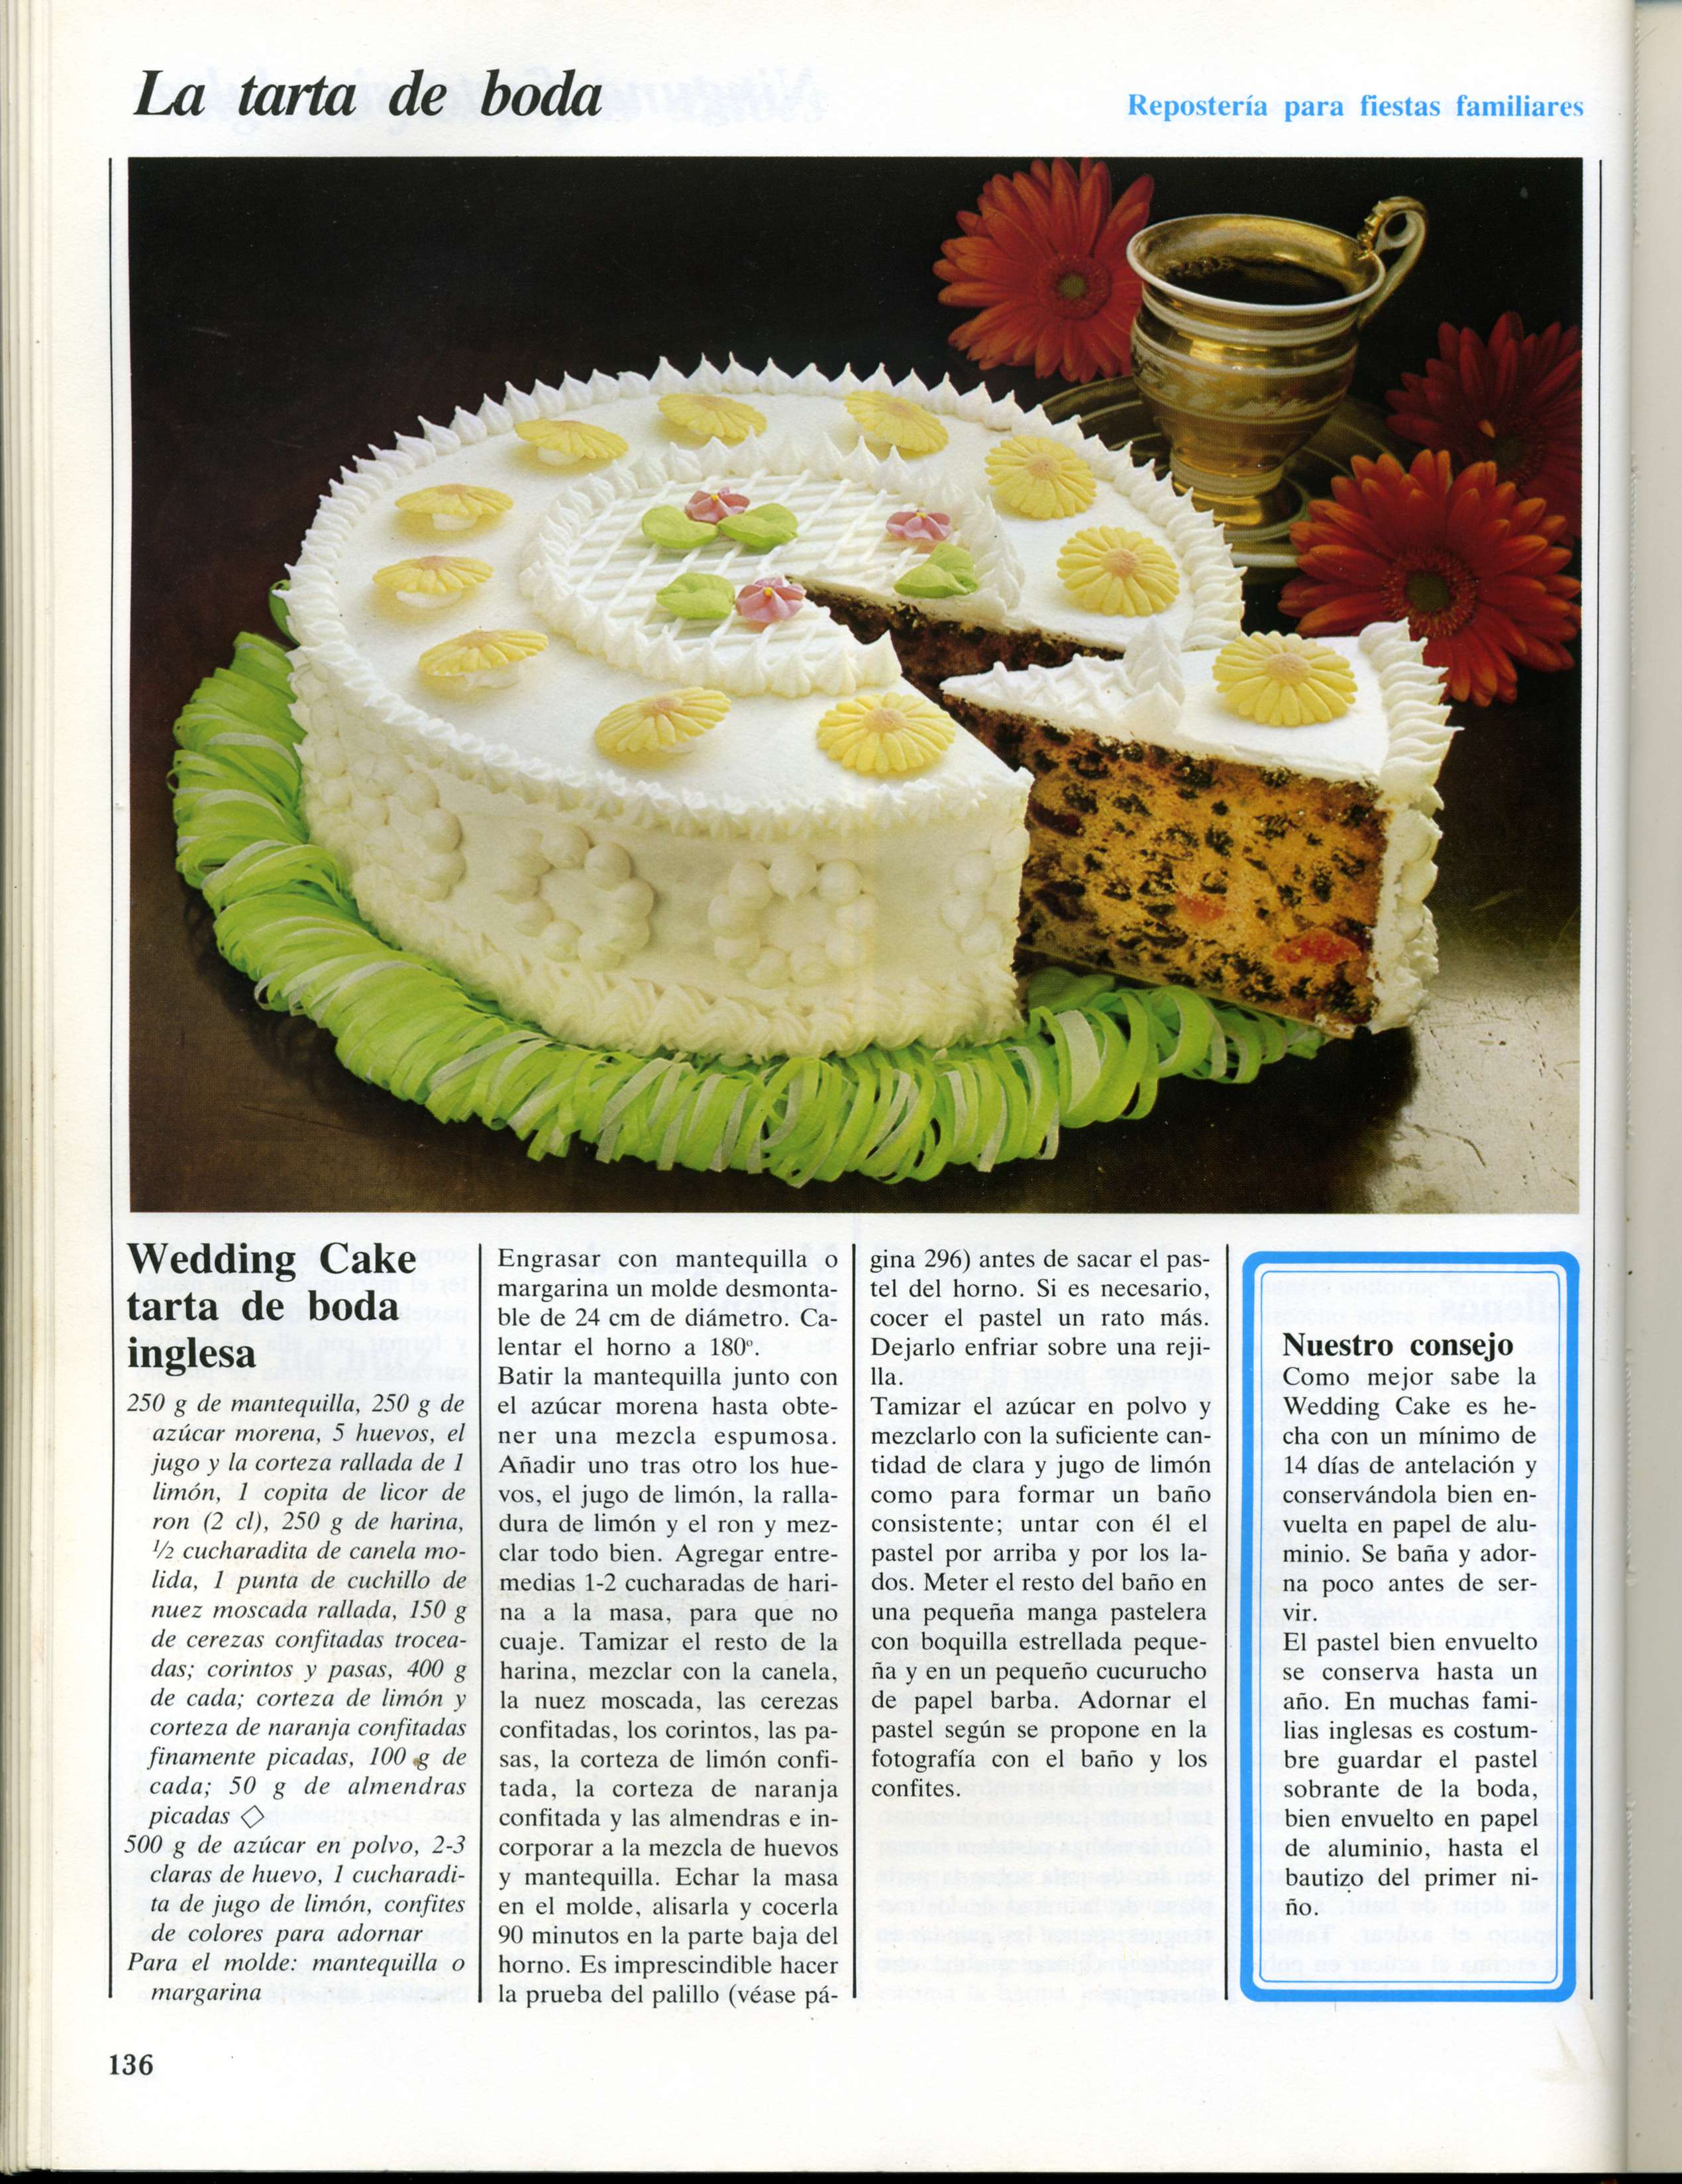 La tarta de boda
Repostería para fiestas familiares
Wedding Cake
tarta de boda
inglesa
250 g de mantequilla, 250 g de
azúcar morena, 5 huevos, el
jugo y la corteza rallada de 1
limón, 1 copita de licor de
ron (2 cl), 250 g de harina,
½ cucharadita de canela mo-
lida, 1 punta de cuchillo de
nuez moscada rallada, 150 g
de cerezas confitadas trocea-
das; corintos y pasas, 400 g
de cada; corteza de limón y
corteza de naranja confitadas
finamente picadas, 100 g de
cada; 50 g de almendras
picadas ◇
500 g de azúcar en polvo, 2-3
claras de huevo, 1 cucharadi-
ta de jugo de limón, confites
de colores para adornar
Para el molde: mantequilla o
margarina
Engrasar con mantequilla o
margarina un molde desmonta-
ble de 24 cm de diámetro. Ca-
lentar el horno a 180º.
Batir la mantequilla junto con
el azúcar morena hasta obte-
ner una mezcla espumosa.
Añadir uno tras otro los hue-
vos, el jugo de limón, la ralla-
dura de limón y el ron y mez-
clar todo bien. Agregar entre-
medias 1-2 cucharadas de hari-
na a la masa, para que no
cuaje. Tamizar el resto de la
harina, mezclar con la canela,
la nuez moscada, las cerezas
confitadas, los corintos, las pa-
sas, la corteza de limón confi-
tada, la corteza de naranja
confitada y las almendras e in-
corporar a la mezcla de huevos
y mantequilla. Echar la masa
en el molde, alisarla y cocerla
90 minutos en la parte baja del
horno. Es imprescindible hacer
la prueba del palillo (véase pá-
gina 296) antes de sacar el pas-
tel del horno. Si es necesario,
cocer el pastel un rato más.
Dejarlo enfriar sobre una reji-
lla.
Tamizar el azúcar en polvo y
mezclarlo con la suficiente can-
tidad de clara y jugo de limón
como para formar un baño
consistente; untar con él el
pastel por arriba y por los la-
dos. Meter el resto del baño en
una pequeña manga pastelera
con boquilla estrellada peque-
ña y en un pequeño cucurucho
de papel barba. Adornar el
pastel según se propone en la
fotografía con el baño y los
confites.
Nuestro consejo
Como mejor sabe la
Wedding Cake es he-
cha con un mínimo de
14 días de antelación y
conservándola bien en-
vuelta en papel de alu-
minio. Se baña y ador-
na poco antes de ser-
vir.
El pastel bien envuelto
se conserva hasta un
año. En muchas fami-
lias inglesas es costum-
bre guardar el pastel
sobrante de la boda,
bien envuelto en papel
de aluminio, hasta el
bautizo del primer ni-
ño.
136